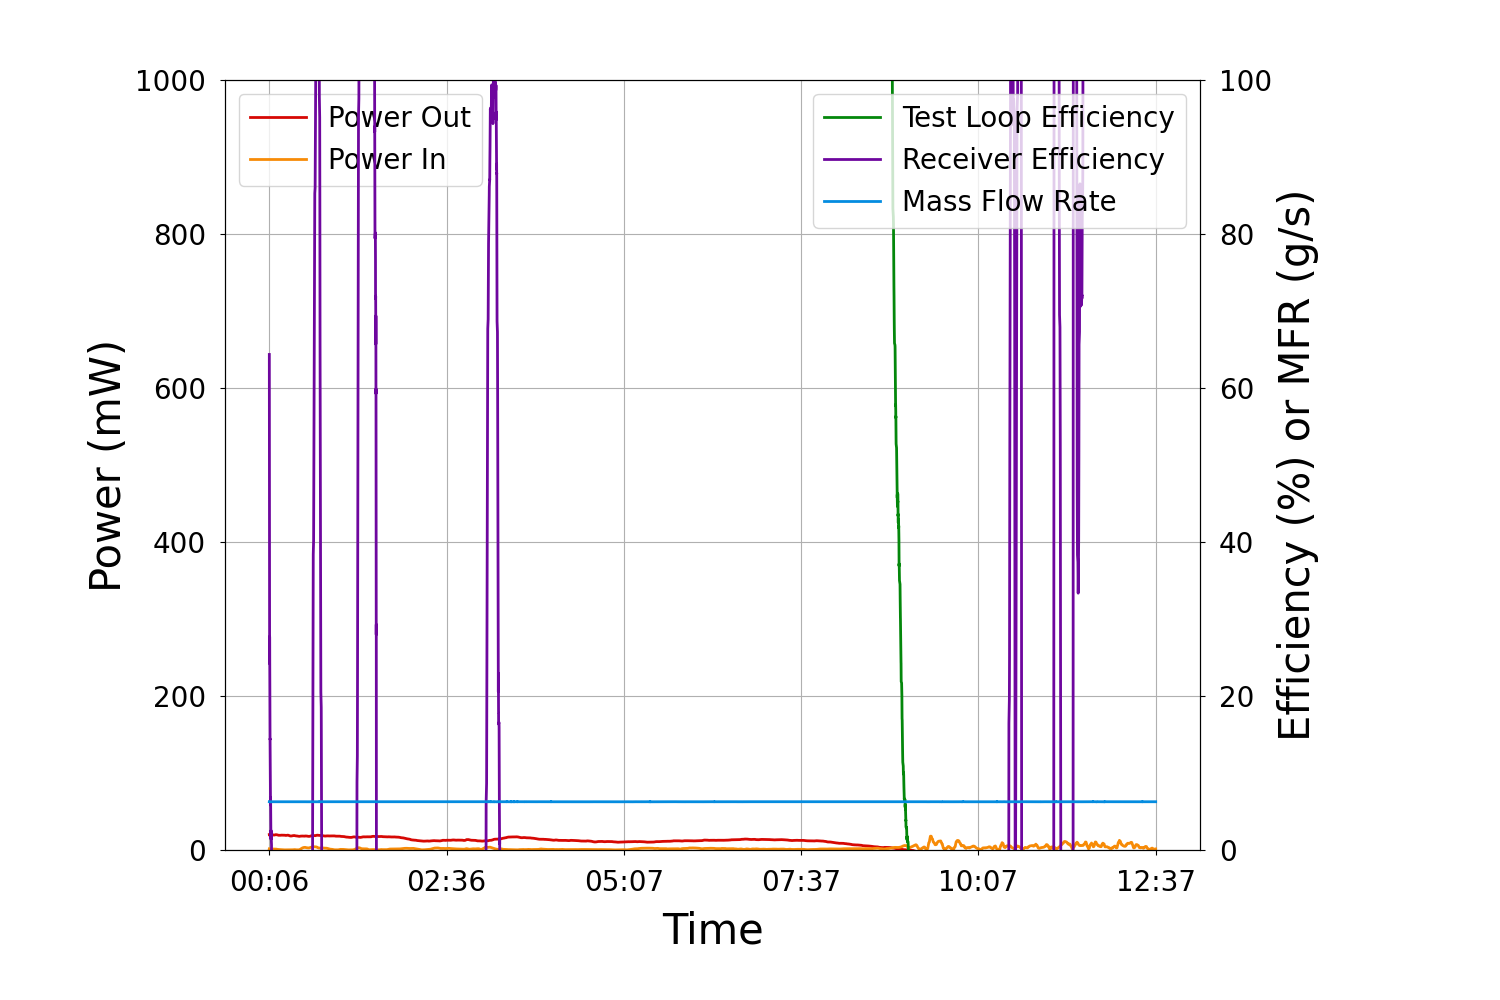 1000
800
600
400
200
0
Power (mW)
Power Out
Power In
Test Loop Efficiency
Receiver Efficiency
Mass Flow Rate
100
80
60
40
20
0
Efficiency (%) or MFR (g/s)
00:06 02:36 05:07 07:37 10:07 12:37
Time